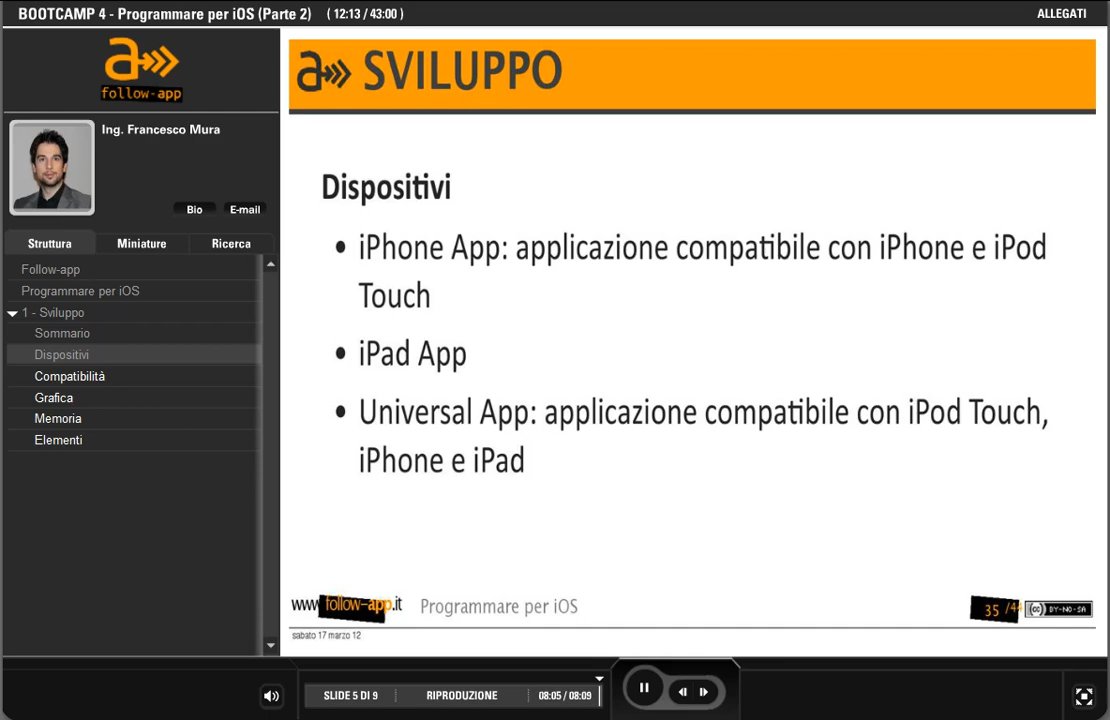 BOOTCAMP 4 - Programmare per iOS (Parte 2) ( 12:13 / 43:00 )
ALLEGATI
a
follow-app
Ing. Francesco Mura
Bio
E-mail
Struttura
Miniature
Ricerca
Follow-app
Programmare per iOS
1 - Sviluppo
Sommario
Dispositivi
Compatibilità
Grafica
Memoria
Elementi
a SVILUPPO
Dispositivi
• iPhone App: applicazione compatibile con iPhone e iPod
Touch
• iPad App
• Universal App: applicazione compatibile con iPod Touch,
iPhone e iPad
www.follow-app.it
Programmare per iOS
35
(cc) BY-NO-SA
sabato 17 marzo 12
SLIDE 5 DI 9
RIPRODUZIONE
08:05 / 08:09